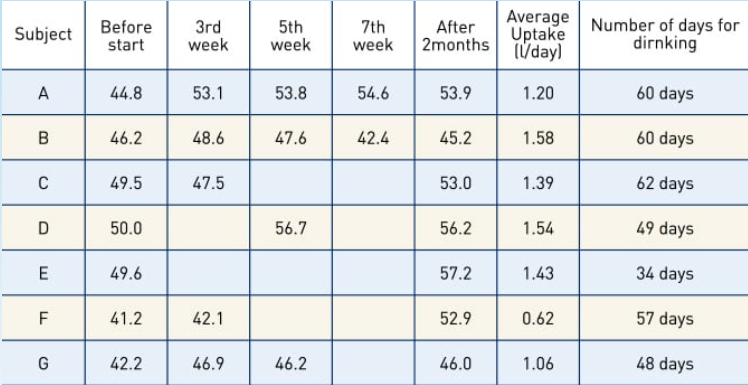 Subject Before start 3rd week 5th week 7th week After 2months Average Uptake (l/day) Number of days for dirnking
A 44.8 53.1 53.8 54.6 53.9 1.20 60 days
B 46.2 48.6 47.6 42.4 45.2 1.58 60 days
C 49.5 47.5 53.0 1.39 62 days
D 50.0 56.7 56.2 1.54 49 days
E 49.6 57.2 1.43 34 days
F 41.2 42.1 52.9 0.62 57 days
G 42.2 46.9 46.2 46.0 1.06 48 days